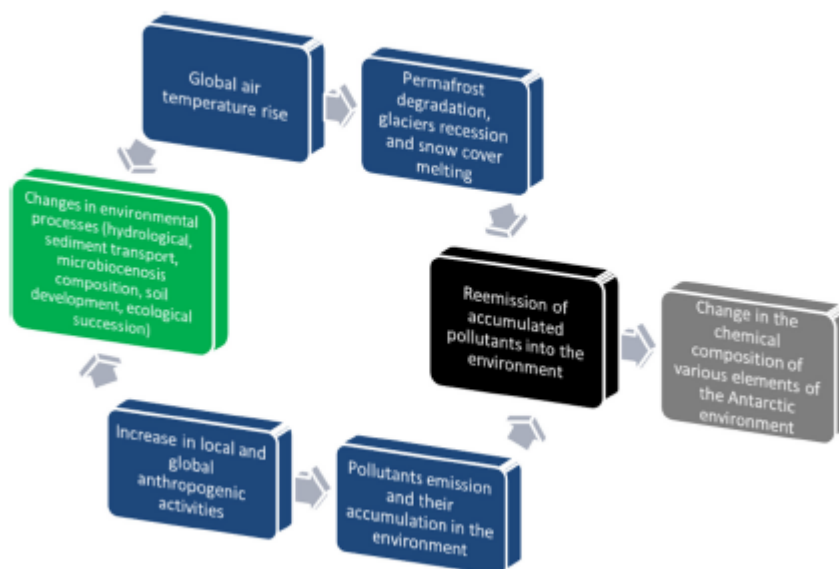 Global air
temperature rise
Permafrost
degradation,
glaciers recession
and snow cover
melting
Changes in environmental
processes (hydrological,
sediment transport,
microbiocenosis
composition, soil
development, ecological
succession)
Reemission of
accumulated
pollutants into the
environment
Change in the
chemical
composition of
various elements of
the Antarctic
environment
Increase in local and
global
anthropogenic
activities
Pollutants emission
and their
accumulation in the
environment